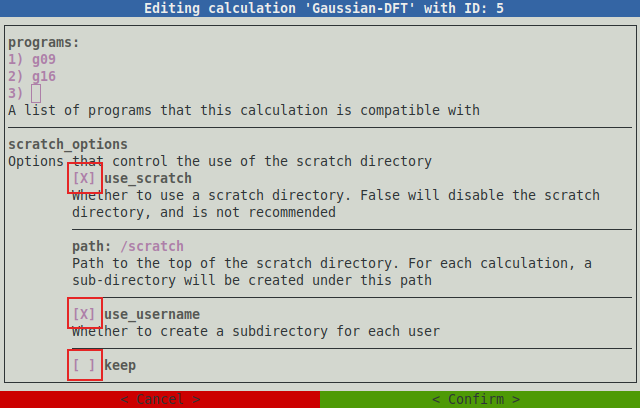 Editing calculation 'Gaussian-DFT' with ID: 5
programs:
1) g09
2) g16
3)
A list of programs that this calculation is compatible with
scratch_options
Options that control the use of the scratch directory
[X] use_scratch
Whether to use a scratch directory. False will disable the scratch
directory, and is not recommended
path: /scratch
Path to the top of the scratch directory. For each calculation, a
sub-directory will be created under this path
[X] use_username
Whether to create a subdirectory for each user
[ ] keep
< Cancel > < Confirm >